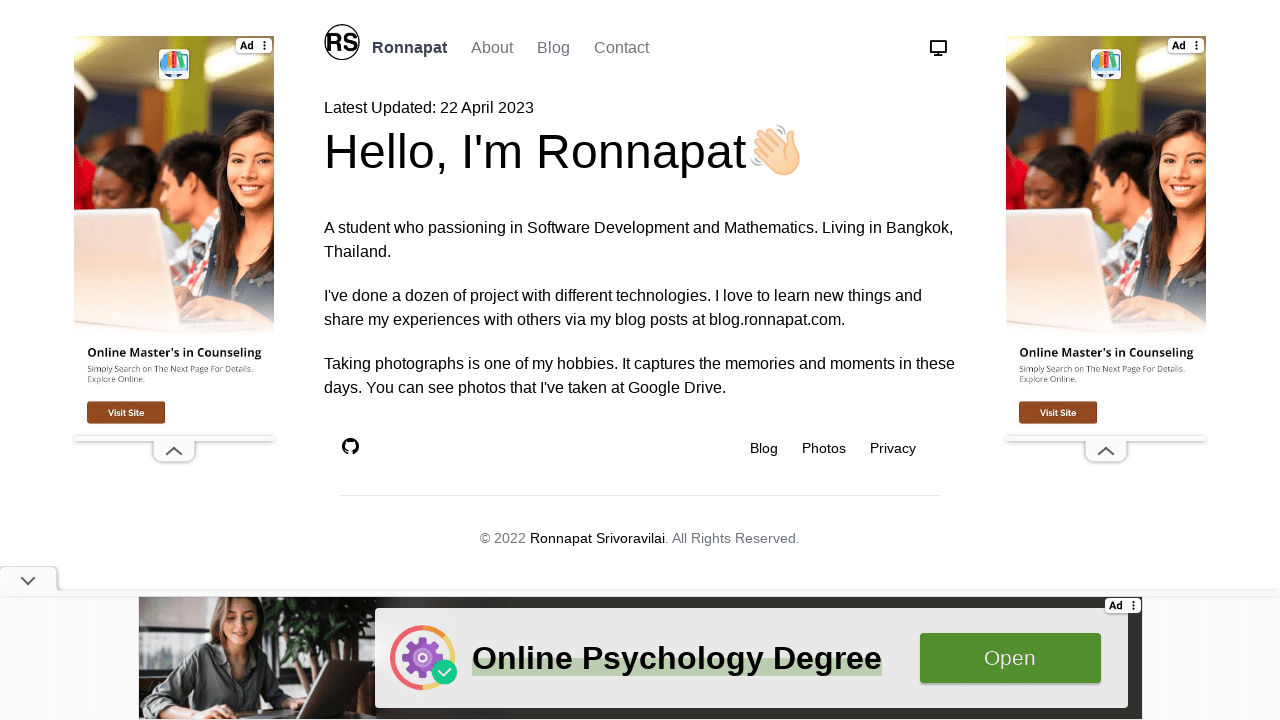 RS
Ronnapat
About
Blog
Contact
Latest Updated: 22 April 2023
Hello, I'm Ronnapat👋🏻
A student who passioning in Software Development and Mathematics. Living in Bangkok,
Thailand.
I've done a dozen of project with different technologies. I love to learn new things and
share my experiences with others via my blog posts at blog.ronnapat.com.
Taking photographs is one of my hobbies. It captures the memories and moments in these
days. You can see photos that I've taken at Google Drive.
Blog
Photos
Privacy
© 2022 Ronnapat Srivoravilai. All Rights Reserved.
Ad
Online Master's in Counseling
Simply Search on The Next Page For Details.
Explore Online.
Visit Site
Ad
Online Master's in Counseling
Simply Search on The Next Page For Details.
Explore Online.
Visit Site
Ad
Online Psychology Degree
Open